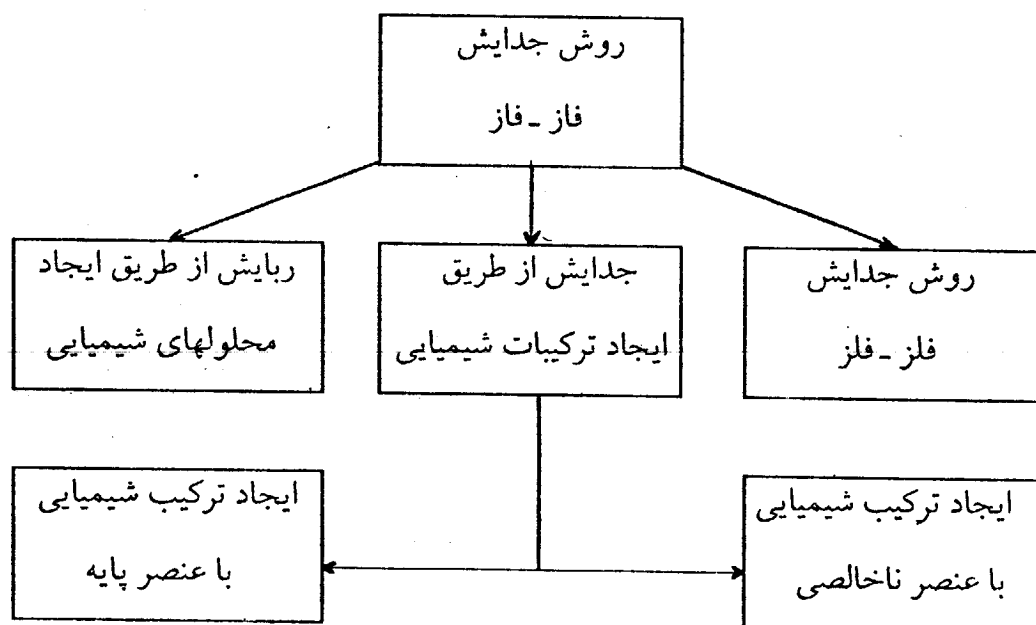 روش جدایش
فاز ـ فاز
روش جدایش
فلز ـ فلز
جدایش از طریق
ایجاد ترکیبات شیمیایی
ربایش از طریق ایجاد
محلولهای شیمیایی
ایجاد ترکیب شیمیایی
با عنصر ناخالصی
ایجاد ترکیب شیمیایی
با عنصر پایه